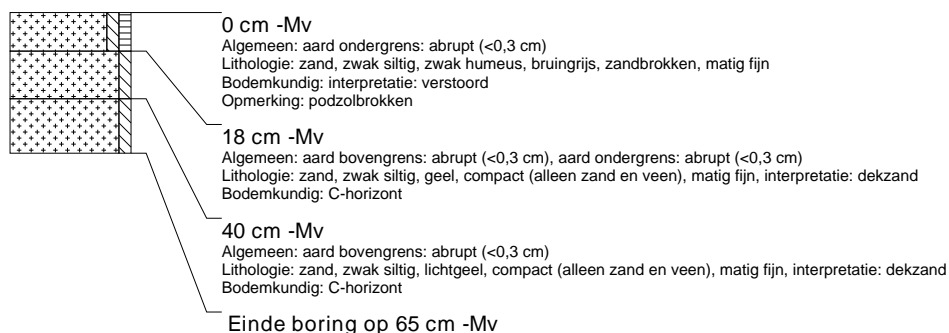 0 cm -Mv
Algemeen: aard ondergrens: abrupt (<0,3 cm)
Lithologie: zand, zwak siltig, zwak humeus, bruingrijs, zandbrokken, matig fijn
Bodemkundig: interpretatie: verstoord
Opmerking: podzolbrokken
18 cm -Mv
Algemeen: aard bovengrens: abrupt (<0,3 cm), aard ondergrens: abrupt (<0,3 cm)
Lithologie: zand, zwak siltig, geel, compact (alleen zand en veen), matig fijn, interpretatie: dekzand
Bodemkundig: C-horizont
40 cm -Mv
Algemeen: aard bovengrens: abrupt (<0,3 cm)
Lithologie: zand, zwak siltig, lichtgeel, compact (alleen zand en veen), matig fijn, interpretatie: dekzand
Bodemkundig: C-horizont
Einde boring op 65 cm -Mv